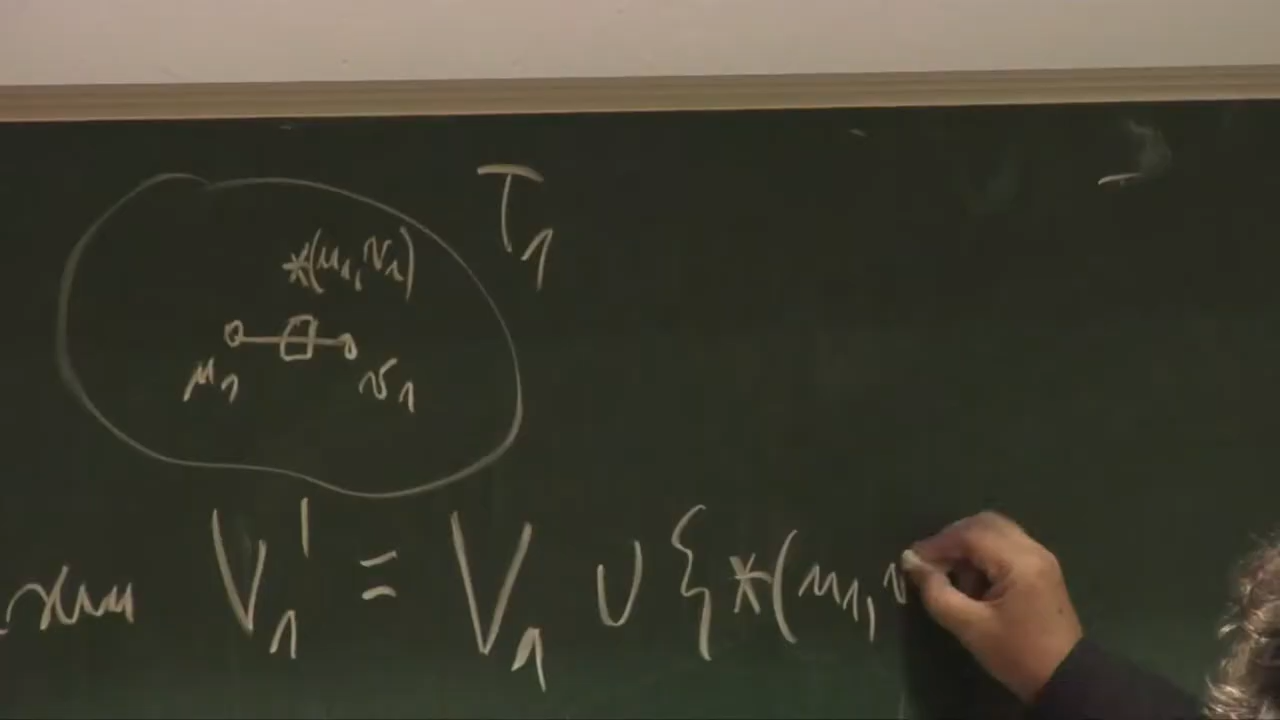 T₁
*(u₁, v₁)
u₁ v₁
V₁' = V₁ ∪ { *(u₁, v